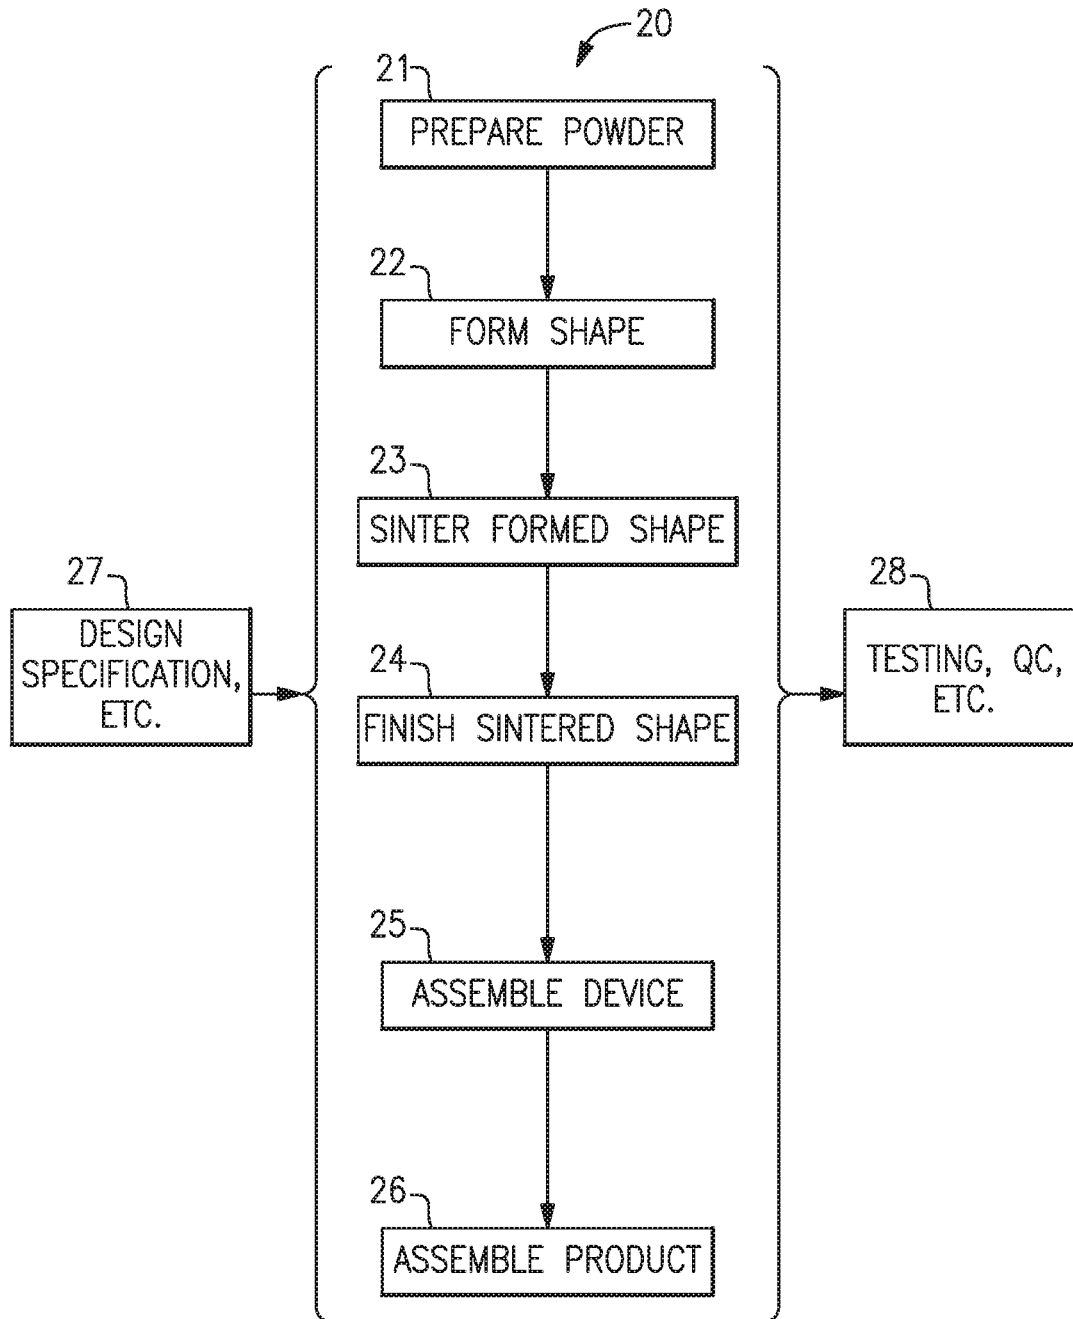 20
21
PREPARE POWDER
22
FORM SHAPE
23
SINTER FORMED SHAPE
27
DESIGN
SPECIFICATION,
ETC.
24
FINISH SINTERED SHAPE
28
TESTING, QC,
ETC.
25
ASSEMBLE DEVICE
26
ASSEMBLE PRODUCT